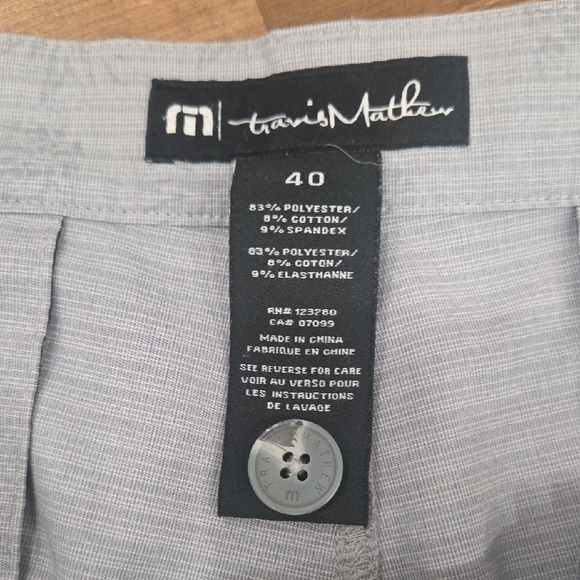 m travisMathew
40
83% POLYESTER/
8% COTTON/
9% SPANDEX
83% POLYESTER/
8% COTON/
9% ELASTHANNE
RN# 123280
CA# 07099
MADE IN CHINA
FABRIQUE EN CHINE
SEE REVERSE FOR CARE
VOIR AU VERSO POUR
LES INSTRUCTIONS
DE LAVAGE
MATHEW
m